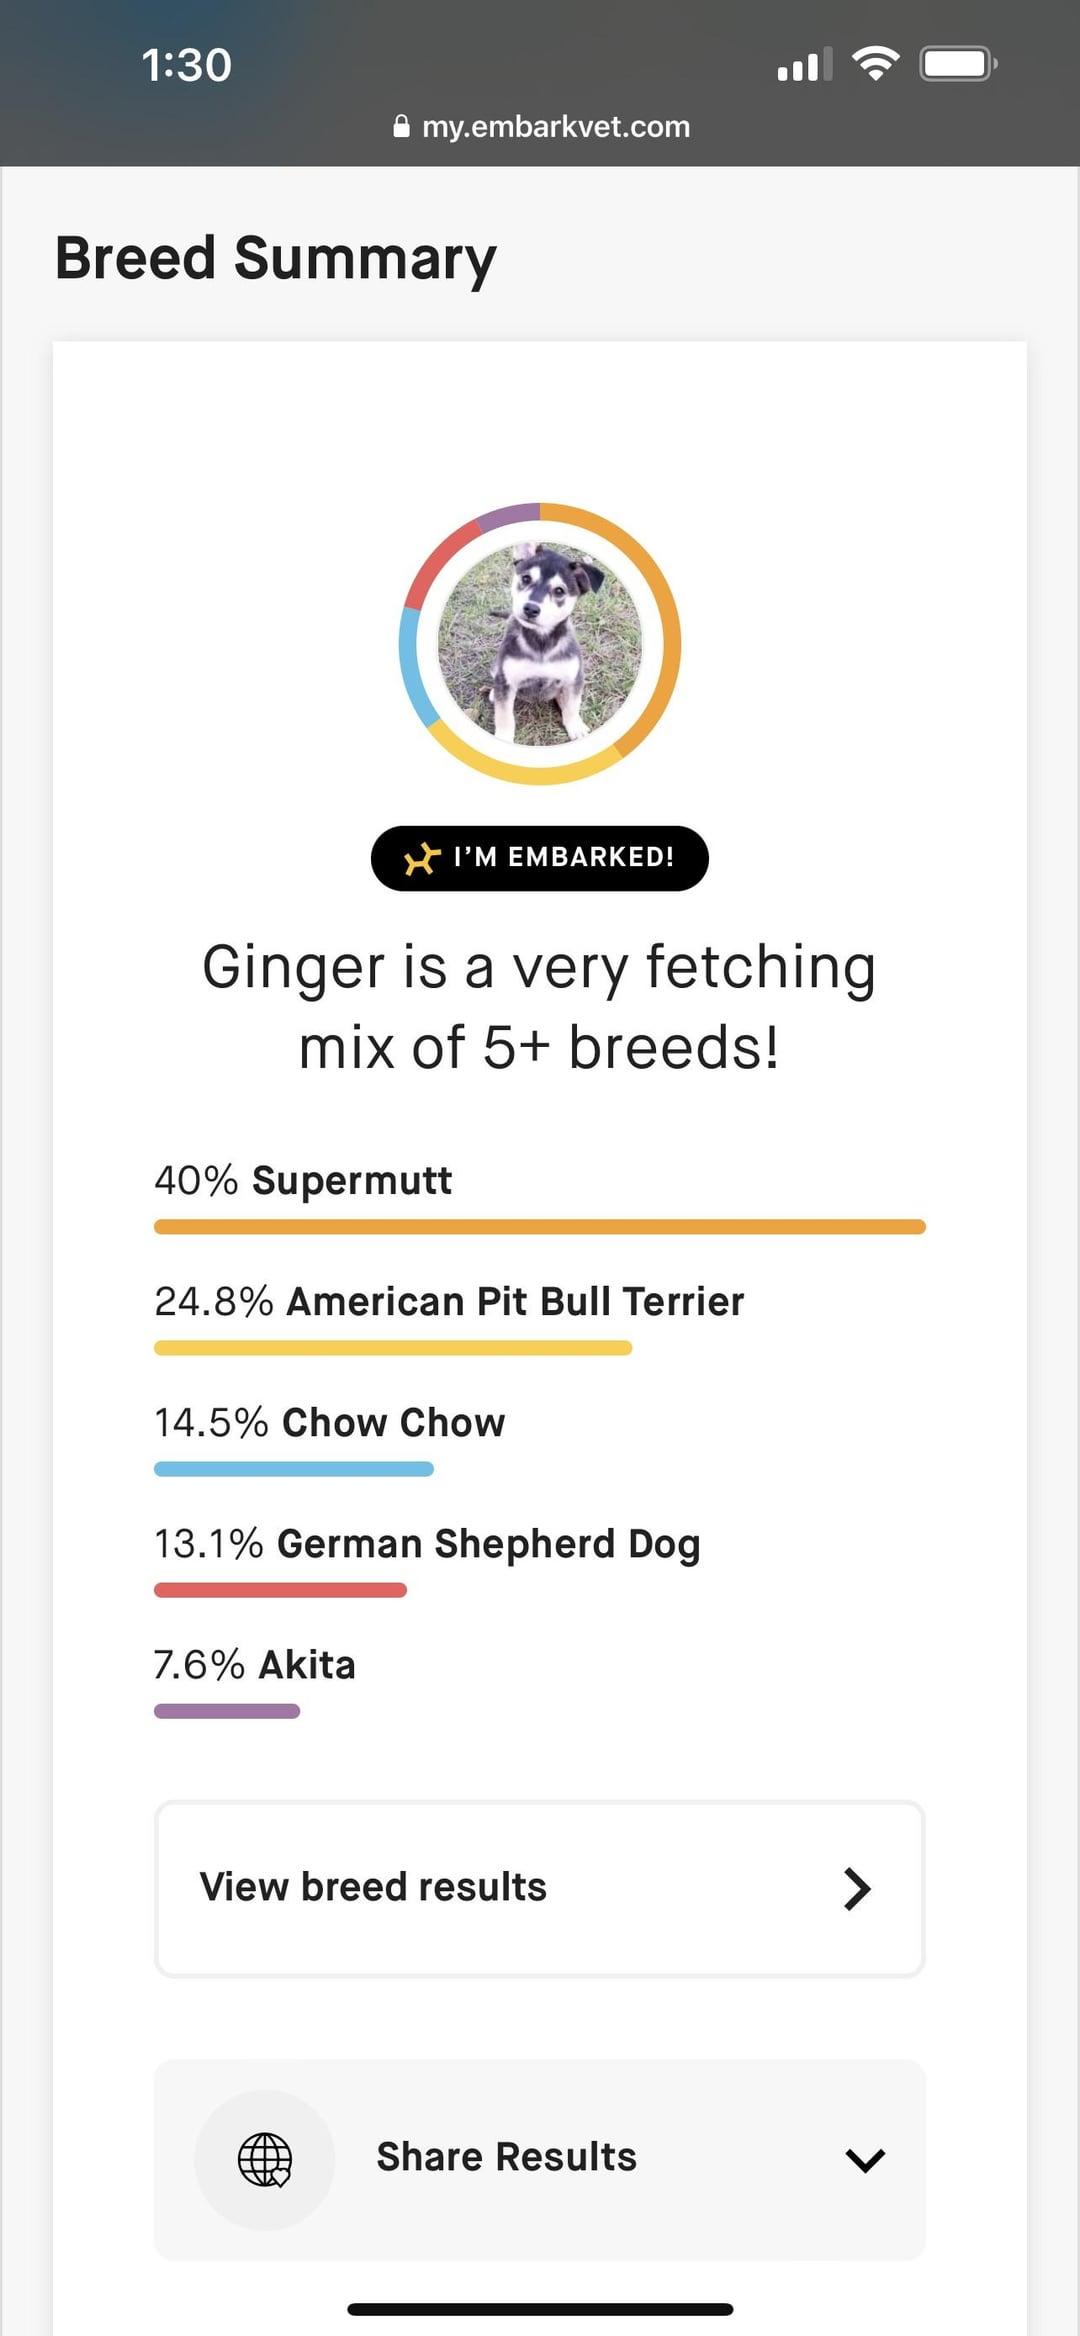 1:30
my.embarkvet.com
Breed Summary
I’M EMBARKED!
Ginger is a very fetching
mix of 5+ breeds!
40% Supermutt
24.8% American Pit Bull Terrier
14.5% Chow Chow
13.1% German Shepherd Dog
7.6% Akita
View breed results
Share Results